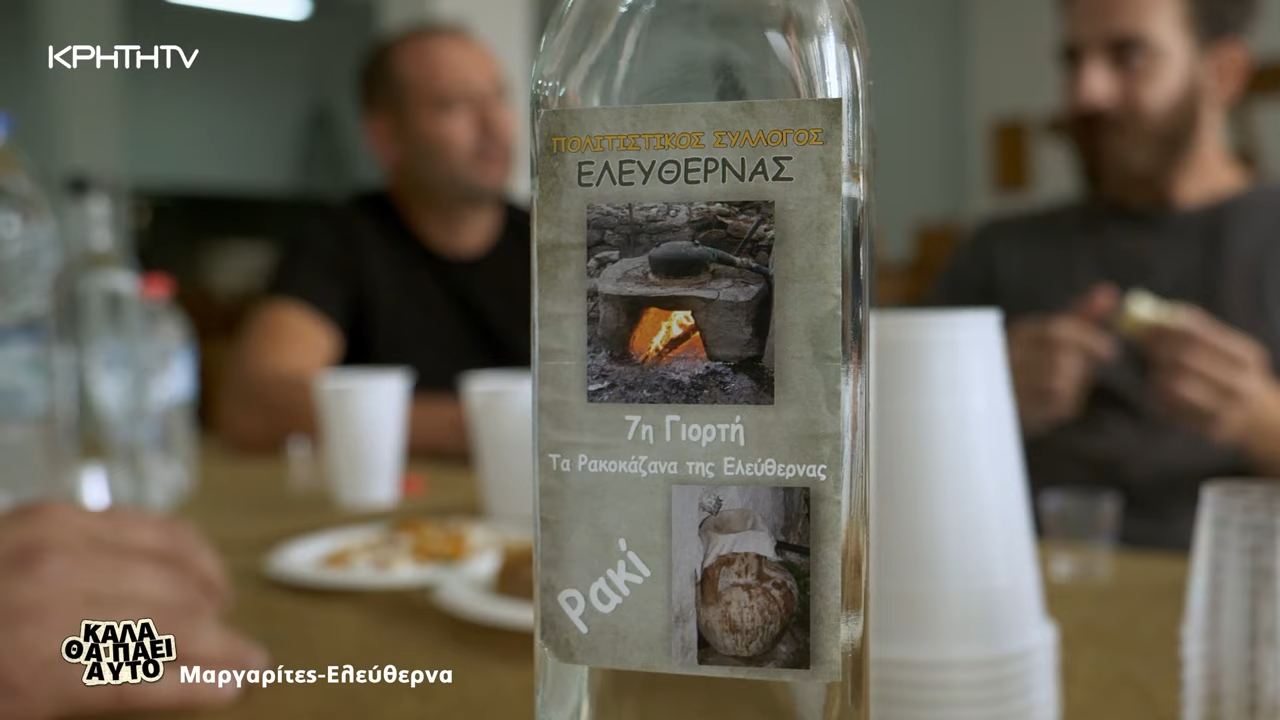 ΚΡΗΤΗTV
ΠΟΛΙΤΙΣΤΙΚΟΣ ΣΥΛΛΟΓΟΣ
ΕΛΕΥΘΕΡΝΑΣ
7η Γιορτή
Τα Ρακοκάζανα της Ελεύθερνας
Ρακί
ΚΑΛΑ
ΘΑ ΠΑΕΙ
ΑΥΤΟ
Μαργαρίτες-Ελεύθερνα